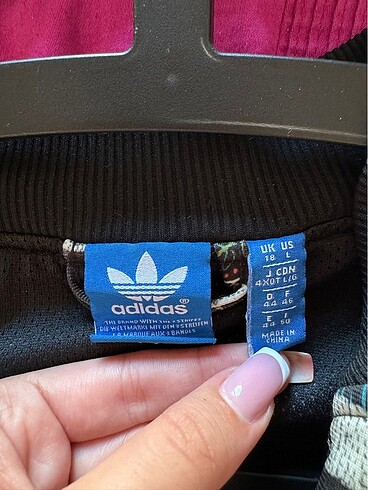 adidas®
THE BRAND WITH THE 3 STRIPES
DIE WELTMARKE MIT DEN 3 STREIFEN
LA MARQUE AUX 3 BANDES
UK US
18 L
J CDN
4XOT L/G
D F
44 46
E I
44 50
MADE IN
CHINA